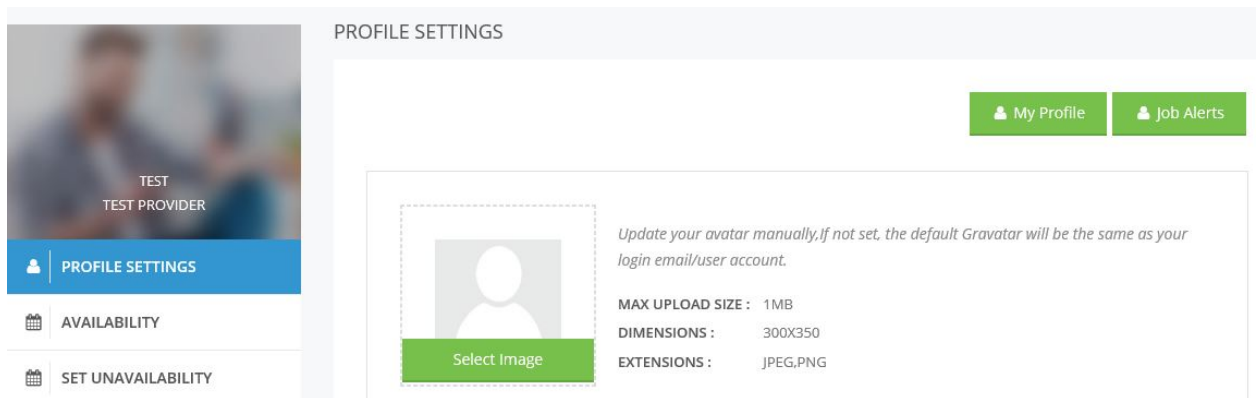 PROFILE SETTINGS
My Profile
Job Alerts
TEST
TEST PROVIDER
PROFILE SETTINGS
AVAILABILITY
SET UNAVAILABILITY
Update your avatar manually,If not set, the default Gravatar will be the same as your
login email/user account.
MAX UPLOAD SIZE : 1MB
DIMENSIONS : 300X350
EXTENSIONS : JPEG,PNG
Select Image